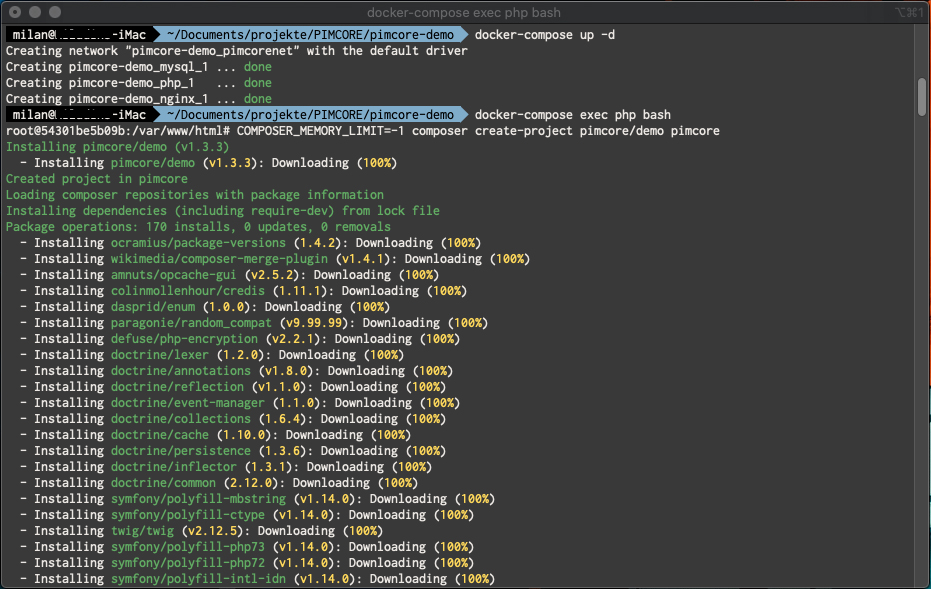 docker-compose exec php bash
⌥⌘1
milan@ -iMac ~/Documents/projekte/PIMCORE/pimcore-demo docker-compose up -d
Creating network "pimcore-demo_pimcorenet" with the default driver
Creating pimcore-demo_mysql_1 ... done
Creating pimcore-demo_php_1 ... done
Creating pimcore-demo_nginx_1 ... done
milan@ -iMac ~/Documents/projekte/PIMCORE/pimcore-demo docker-compose exec php bash
root@54301be5b09b:/var/www/html# COMPOSER_MEMORY_LIMIT=-1 composer create-project pimcore/demo pimcore
Installing pimcore/demo (v1.3.3)
- Installing pimcore/demo (v1.3.3): Downloading (100%)
Created project in pimcore
Loading composer repositories with package information
Installing dependencies (including require-dev) from lock file
Package operations: 170 installs, 0 updates, 0 removals
- Installing ocramius/package-versions (1.4.2): Downloading (100%)
- Installing wikimedia/composer-merge-plugin (v1.4.1): Downloading (100%)
- Installing amnuts/opcache-gui (v2.5.2): Downloading (100%)
- Installing colinmollenhour/credis (1.11.1): Downloading (100%)
- Installing dasprid/enum (1.0.0): Downloading (100%)
- Installing paragonie/random_compat (v9.99.99): Downloading (100%)
- Installing defuse/php-encryption (v2.2.1): Downloading (100%)
- Installing doctrine/lexer (1.2.0): Downloading (100%)
- Installing doctrine/annotations (v1.8.0): Downloading (100%)
- Installing doctrine/reflection (v1.1.0): Downloading (100%)
- Installing doctrine/event-manager (1.1.0): Downloading (100%)
- Installing doctrine/collections (1.6.4): Downloading (100%)
- Installing doctrine/cache (1.10.0): Downloading (100%)
- Installing doctrine/persistence (1.3.6): Downloading (100%)
- Installing doctrine/inflector (1.3.1): Downloading (100%)
- Installing doctrine/common (2.12.0): Downloading (100%)
- Installing symfony/polyfill-mbstring (v1.14.0): Downloading (100%)
- Installing symfony/polyfill-ctype (v1.14.0): Downloading (100%)
- Installing twig/twig (v2.12.5): Downloading (100%)
- Installing symfony/polyfill-php73 (v1.14.0): Downloading (100%)
- Installing symfony/polyfill-php72 (v1.14.0): Downloading (100%)
- Installing symfony/polyfill-intl-idn (v1.14.0): Downloading (100%)